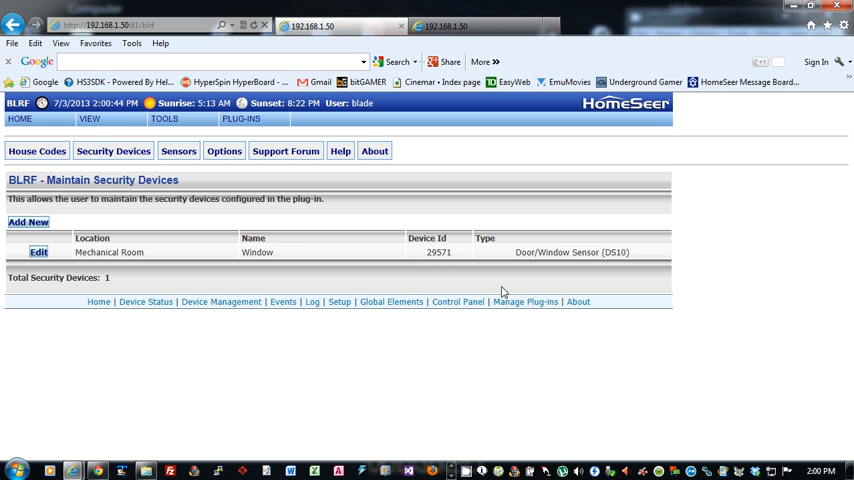 http://192.168.1.50:81/blrf
192.168.1.50
192.168.1.50
File Edit View Favorites Tools Help
Google Search Share More » Sign In
Google HS3SDK - Powered By Hel... HyperSpin HyperBoard -... Gmail bitGAMER Cinemar • Index page EasyWeb EmuMovies Underground Gamer HomeSeer Message Board...
BLRF 7/3/2013 2:00:44 PM Sunrise: 5:13 AM Sunset: 8:22 PM User: blade HomeSeer
HOME VIEW TOOLS PLUG-INS
House Codes Security Devices Sensors Options Support Forum Help About
BLRF - Maintain Security Devices
This allows the user to maintain the security devices configured in the plug-in.
Add New
Location Name Device Id Type
Edit Mechanical Room Window 29571 Door/Window Sensor (DS10)
Total Security Devices: 1
Home | Device Status | Device Management | Events | Log | Setup | Global Elements | Control Panel | Manage Plug-ins | About
2:00 PM